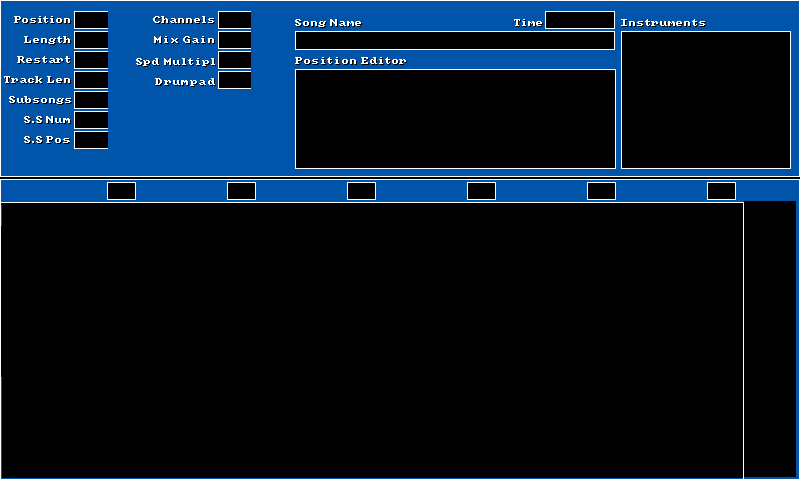 Position
Length
Restart
Track Len
Subsongs
S.S Num
S.S Pos
Channels
Mix Gain
Spd Multipl
Drumpad
Song Name
Time
Position Editor
Instruments